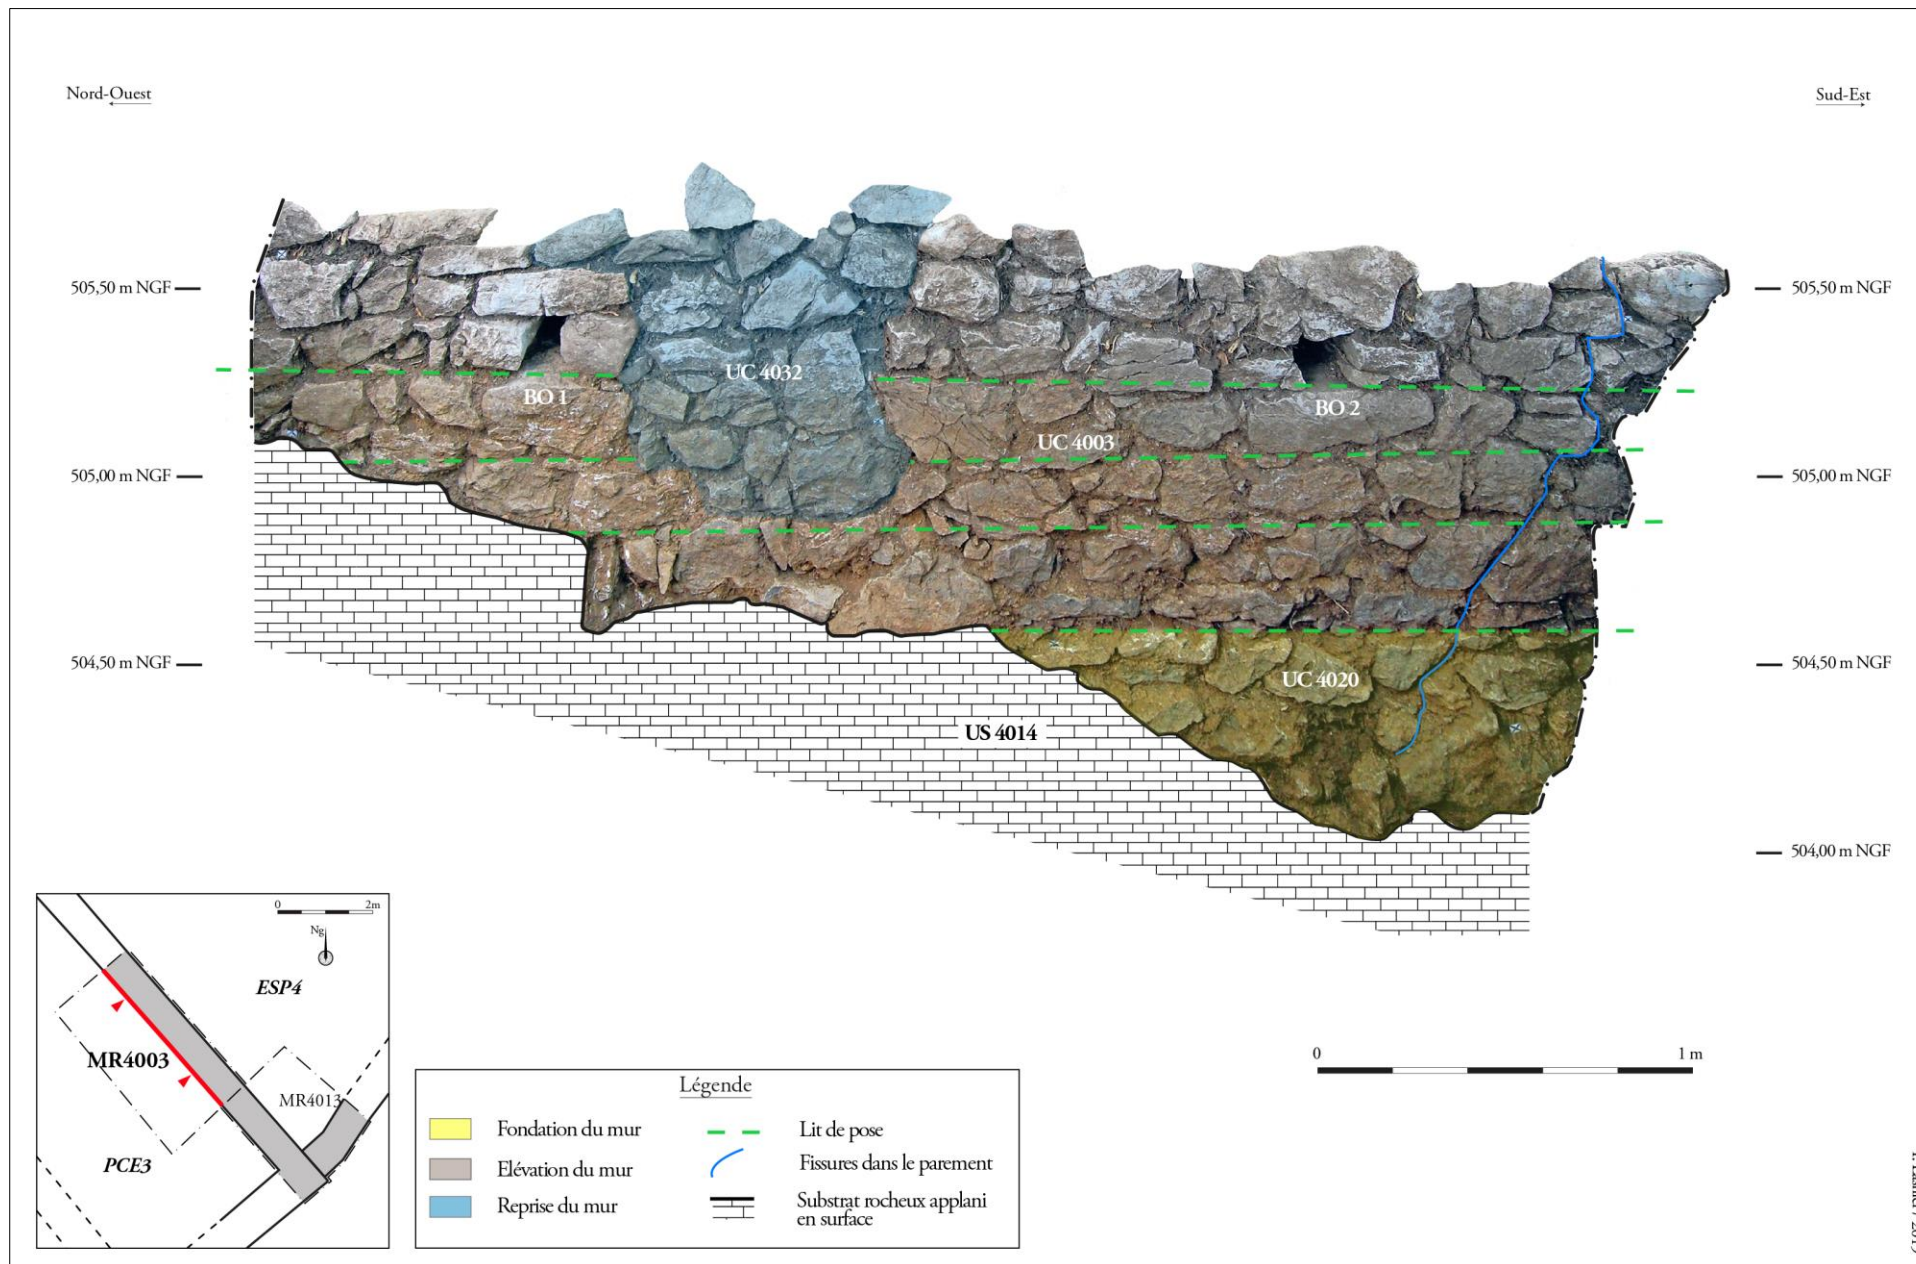 Nord-Ouest
Sud-Est
505,50 m NGF
505,50 m NGF
UC 4032
BO 1
BO 2
UC 4003
505,00 m NGF
505,00 m NGF
504,50 m NGF
504,50 m NGF
UC 4020
US 4014
504,00 m NGF
0 2m
Ng
ESP4
MR4003
MR4013
PCE3
0 1 m
Légende
Fondation du mur
Elévation du mur
Reprise du mur
Lit de pose
Fissures dans le parement
Substrat rocheux applani
en surface